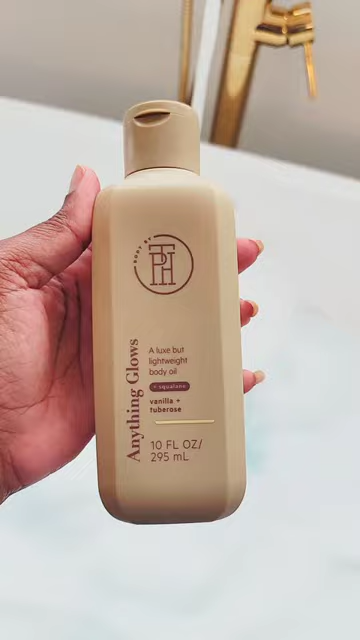 BODY BY
TPH
Anything Glows
A luxe but
lightweight
body oil
+ squalane
vanilla +
tuberose
10 FL OZ/
295 mL